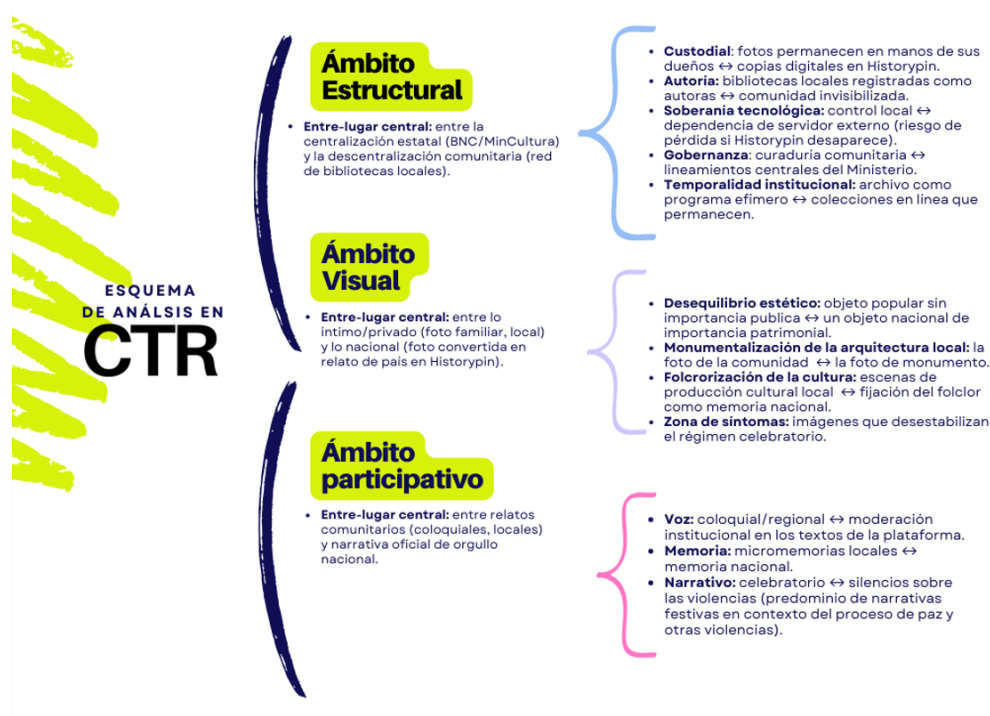 ESQUEMA
DE ANÁLSIS EN
CTR
Ámbito
Estructural
• Entre-lugar central: entre la
centralización estatal (BNC/MinCultura)
y la descentralización comunitaria (red
de bibliotecas locales).
• Custodial: fotos permanecen en manos de sus
dueños ↔ copias digitales en Historypin.
• Autoría: bibliotecas locales registradas como
autoras ↔ comunidad invisibilizada.
• Soberanía tecnológica: control local ↔
dependencia de servidor externo (riesgo de
pérdida si Historypin desaparece).
• Gobernanza: curaduría comunitaria ↔
lineamientos centrales del Ministerio.
• Temporalidad institucional: archivo como
programa efímero ↔ colecciones en línea que
permanecen.
Ámbito
Visual
• Entre-lugar central: entre lo
íntimo/privado (foto familiar, local)
y lo nacional (foto convertida en
relato de país en Historypin).
• Desequilibrio estético: objeto popular sin
importancia publica ↔ un objeto nacional de
importancia patrimonial.
• Monumentalización de la arquitectura local: la
foto de la comunidad ↔ la foto de monumento.
• Folcrorización de la cultura: escenas de
producción cultural local ↔ fijación del folclor
como memoria nacional.
• Zona de síntomas: imágenes que desestabilizan
el régimen celebratorio.
Ámbito
participativo
• Entre-lugar central: entre relatos
comunitarios (coloquiales, locales)
y narrativa oficial de orgullo
nacional.
• Voz: coloquial/regional ↔ moderación
institucional en los textos de la plataforma.
• Memoria: micromemorias locales ↔
memoria nacional.
• Narrativo: celebratorio ↔ silencios sobre
las violencias (predominio de narrativas
festivas en contexto del proceso de paz y
otras violencias).